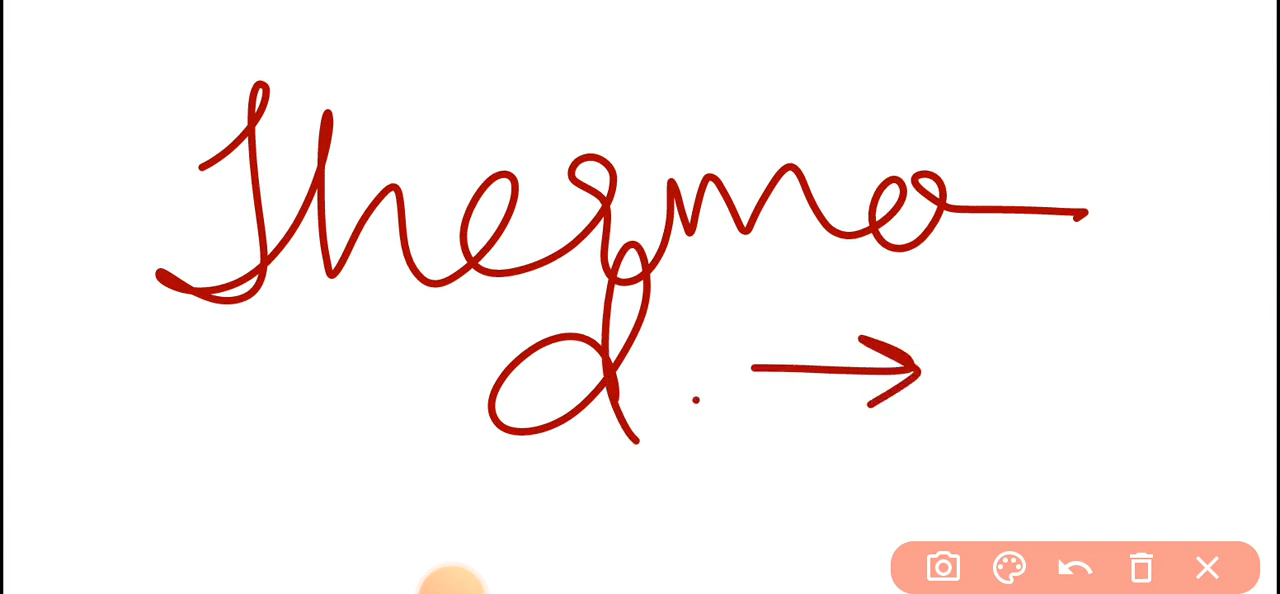 Thermo
d. →